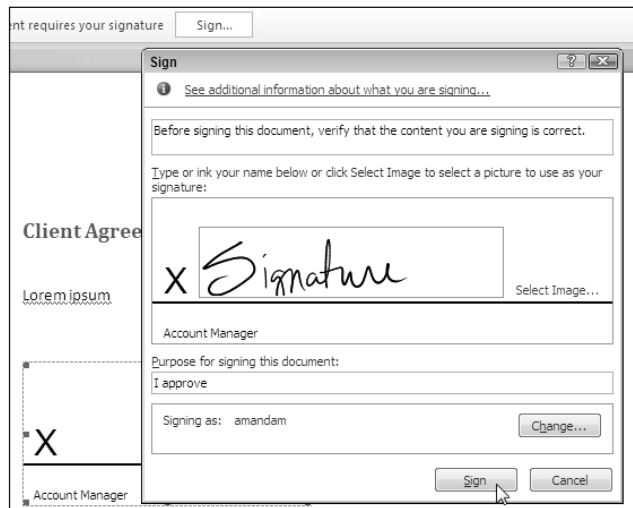 ent requires your signature Sign...
Sign
See additional information about what you are signing...
Before signing this document, verify that the content you are signing is correct.
Type or ink your name below or click Select Image to select a picture to use as your
signature:
Client Agree
X Signature
Select Image...
Lorem ipsum
Account Manager
Purpose for signing this document:
I approve
Signing as: amandam Change...
X
Sign Cancel
Account Manager